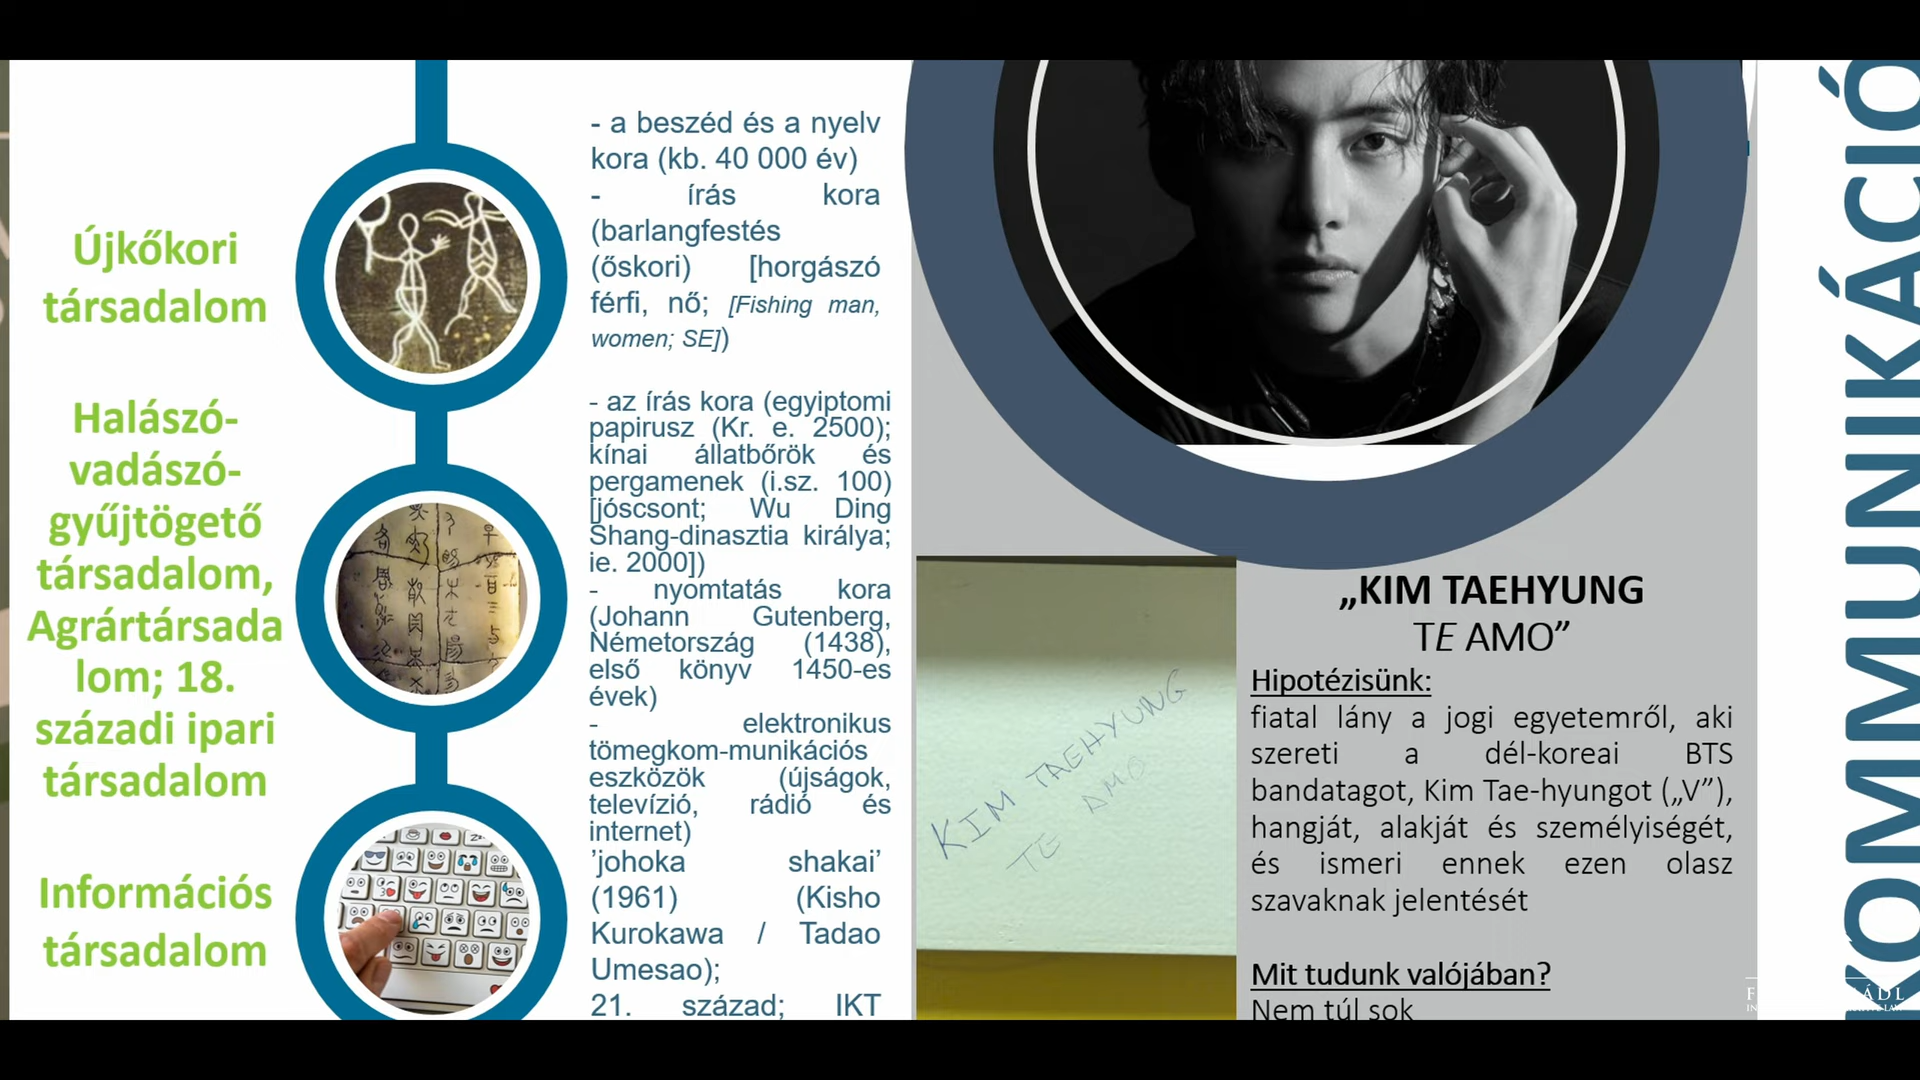 Újkőkori
társadalom
Halászó-
vadászó-
gyűjtögető
társadalom,
Agrártársada
lom; 18.
századi ipari
társadalom
Információs
társadalom
- a beszéd és a nyelv
kora (kb. 40 000 év)
- írás kora
(barlangfestés
(őskori) [horgászó
férfi, nő; [Fishing man,
women; SE])
- az írás kora (egyiptomi
papirusz (Kr. e. 2500);
kínai állatbőrök és
pergamenek (i.sz. 100)
[jóscsont; Wu Ding
Shang-dinasztia királya;
ie. 2000])
- nyomtatás kora
(Johann Gutenberg,
Németország (1438),
első könyv 1450-es
évek)
- elektronikus
tömegkom-munikációs
eszközök (újságok,
televízió, rádió és
internet)
’johoka shakai’
(1961) (Kisho
Kurokawa / Tadao
Umesao);
21. század; IKT
KIM TAEHYUNG
TE AMO
„KIM TAEHYUNG
TE AMO”
Hipotézisünk:
fiatal lány a jogi egyetemről, aki
szereti a dél-koreai BTS
bandatagot, Kim Tae-hyungot („V”),
hangját, alakját és személyiségét,
és ismeri ennek ezen olasz
szavaknak jelentését
Mit tudunk valójában?
Nem túl sok
KOMMUNIKÁCIÓ